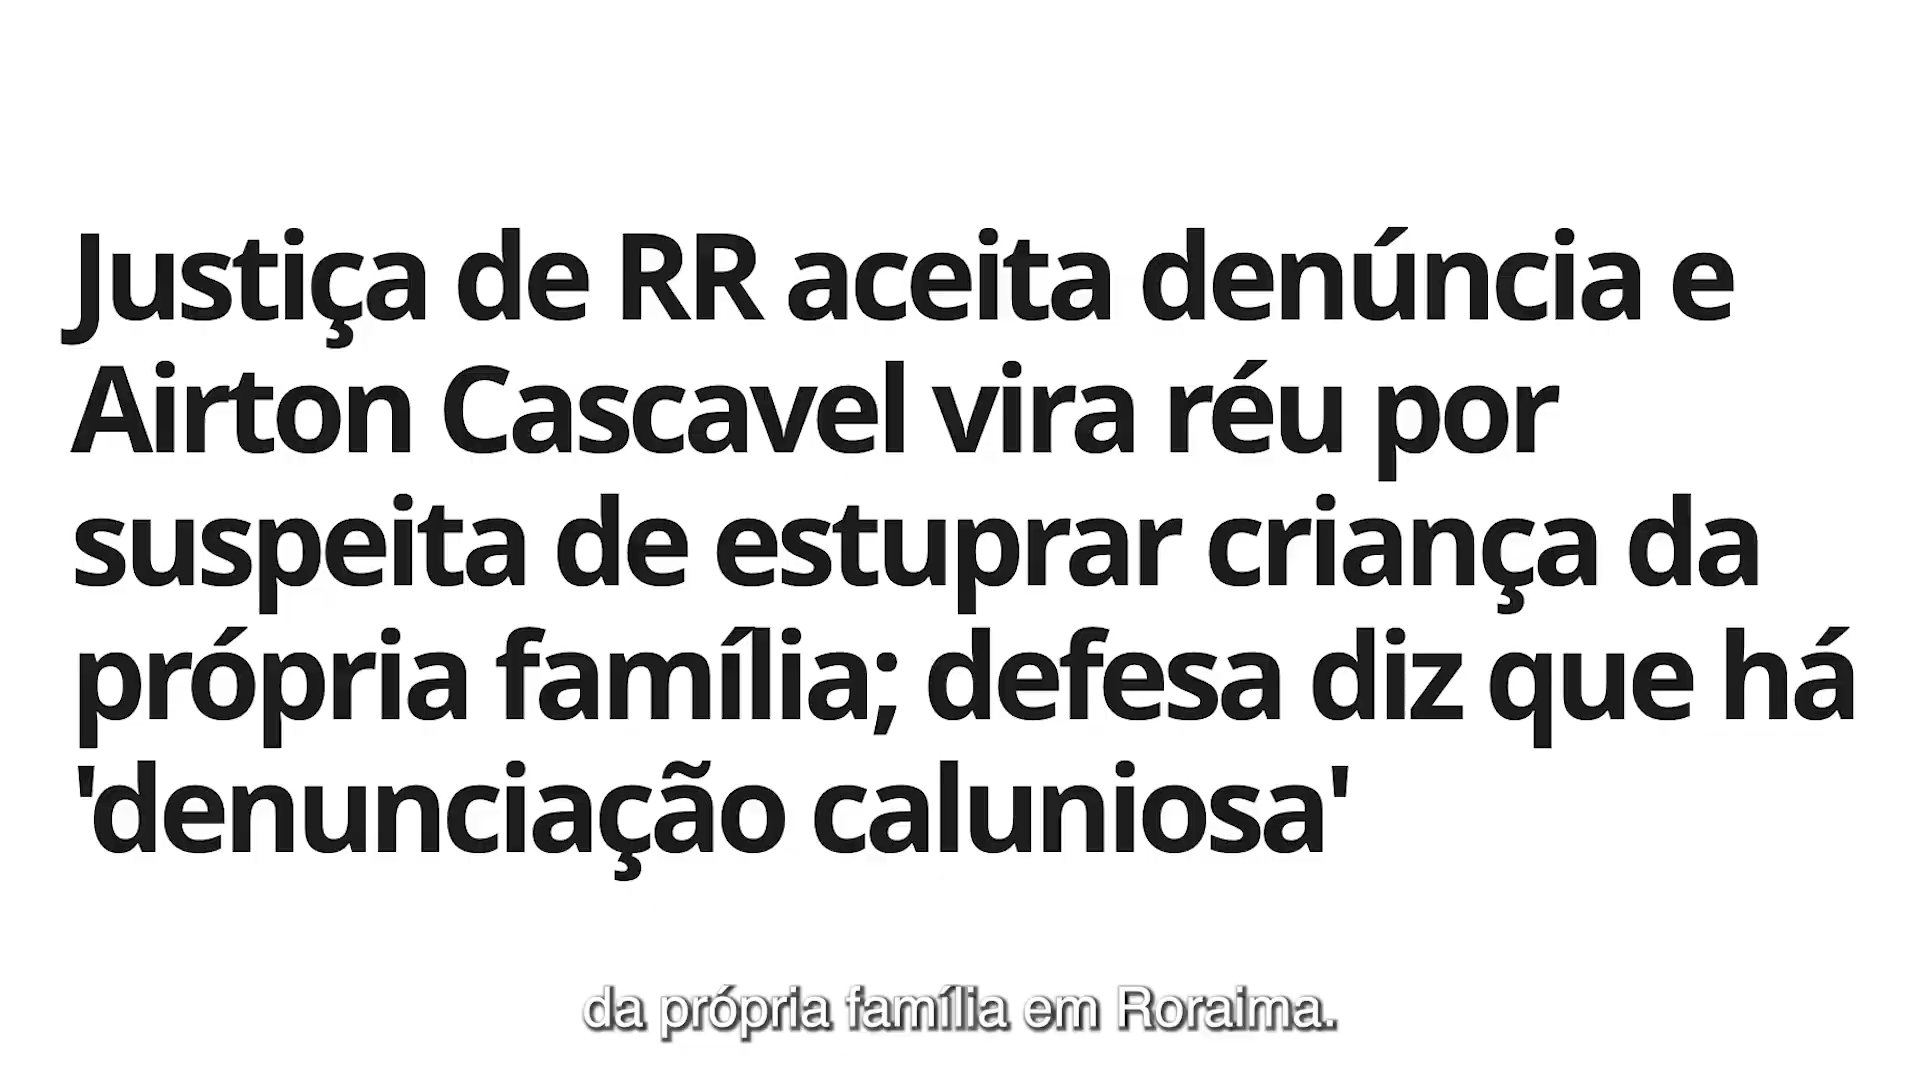 Justiça de RR aceita denúncia e
Airton Cascavel vira réu por
suspeita de estuprar criança da
própria família; defesa diz que há
'denunciação caluniosa'
da própria família em Roraima.